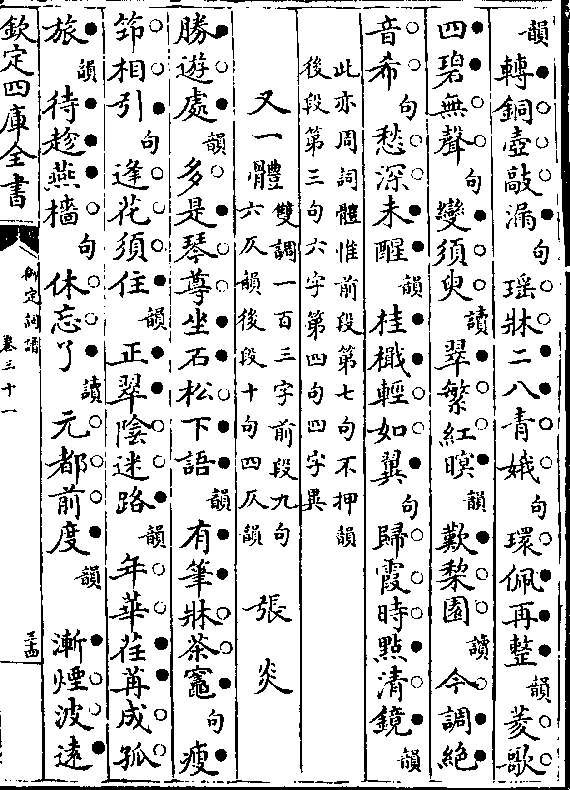 韻轉銅壺敲漏句瑶牀二八青娥句環佩再整韻菱歌
四碧無聲句變須臾讀翠繁紅暝韻歎梨園讀今調絶
音希句愁深未醒韻桂檝輕如翼句歸霞時點清鏡韻
此亦周詞體惟前段第七句不押韻
後段第三句六字第四句四字異
又一體雙調一百三字前段九句
六仄韻後段十句四仄韻張炎
勝遊處韻多是琴尊坐石松下語韻有筆牀茶竈句瘦
筇相引句逢花須住韻正翠陰迷路韻年華荏苒成孤
旅韻待趁燕檣句休忘了讀元都前度韻漸煙波遠
欽定四庫全書
御定詞譜
卷三十一